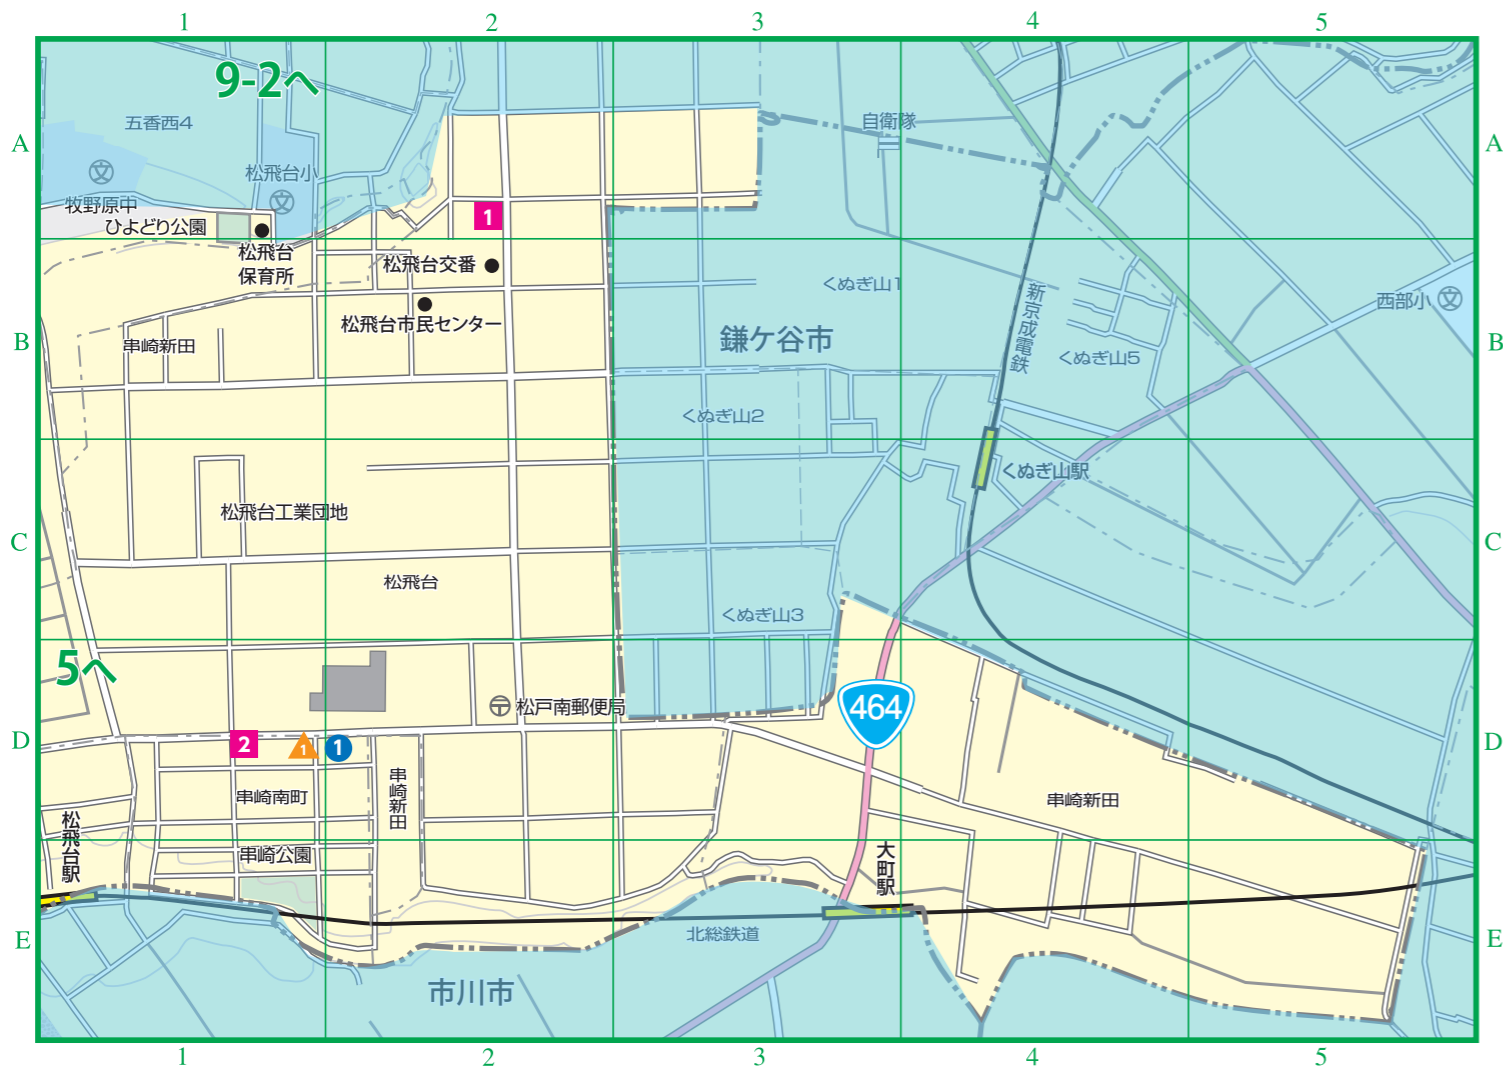 1
2
3
4
5
9-2へ
A
五香西4
自衛隊
A
松飛台小
文
文
牧野原中
ひよどり公園
1
松飛台
保育所
松飛台交番
くぬぎ山1
新京成電鉄
西部小
文
松飛台市民センター
B
串崎新田
鎌ケ谷市
くぬぎ山5
B
くぬぎ山2
くぬぎ山駅
松飛台工業団地
C
C
松飛台
くぬぎ山3
5へ
松戸南郵便局
464
D
2
1
1
D
串崎新田
串崎南町
串崎新田
松飛台駅
串崎公園
大町駅
E
北総鉄道
E
市川市
1
2
3
4
5